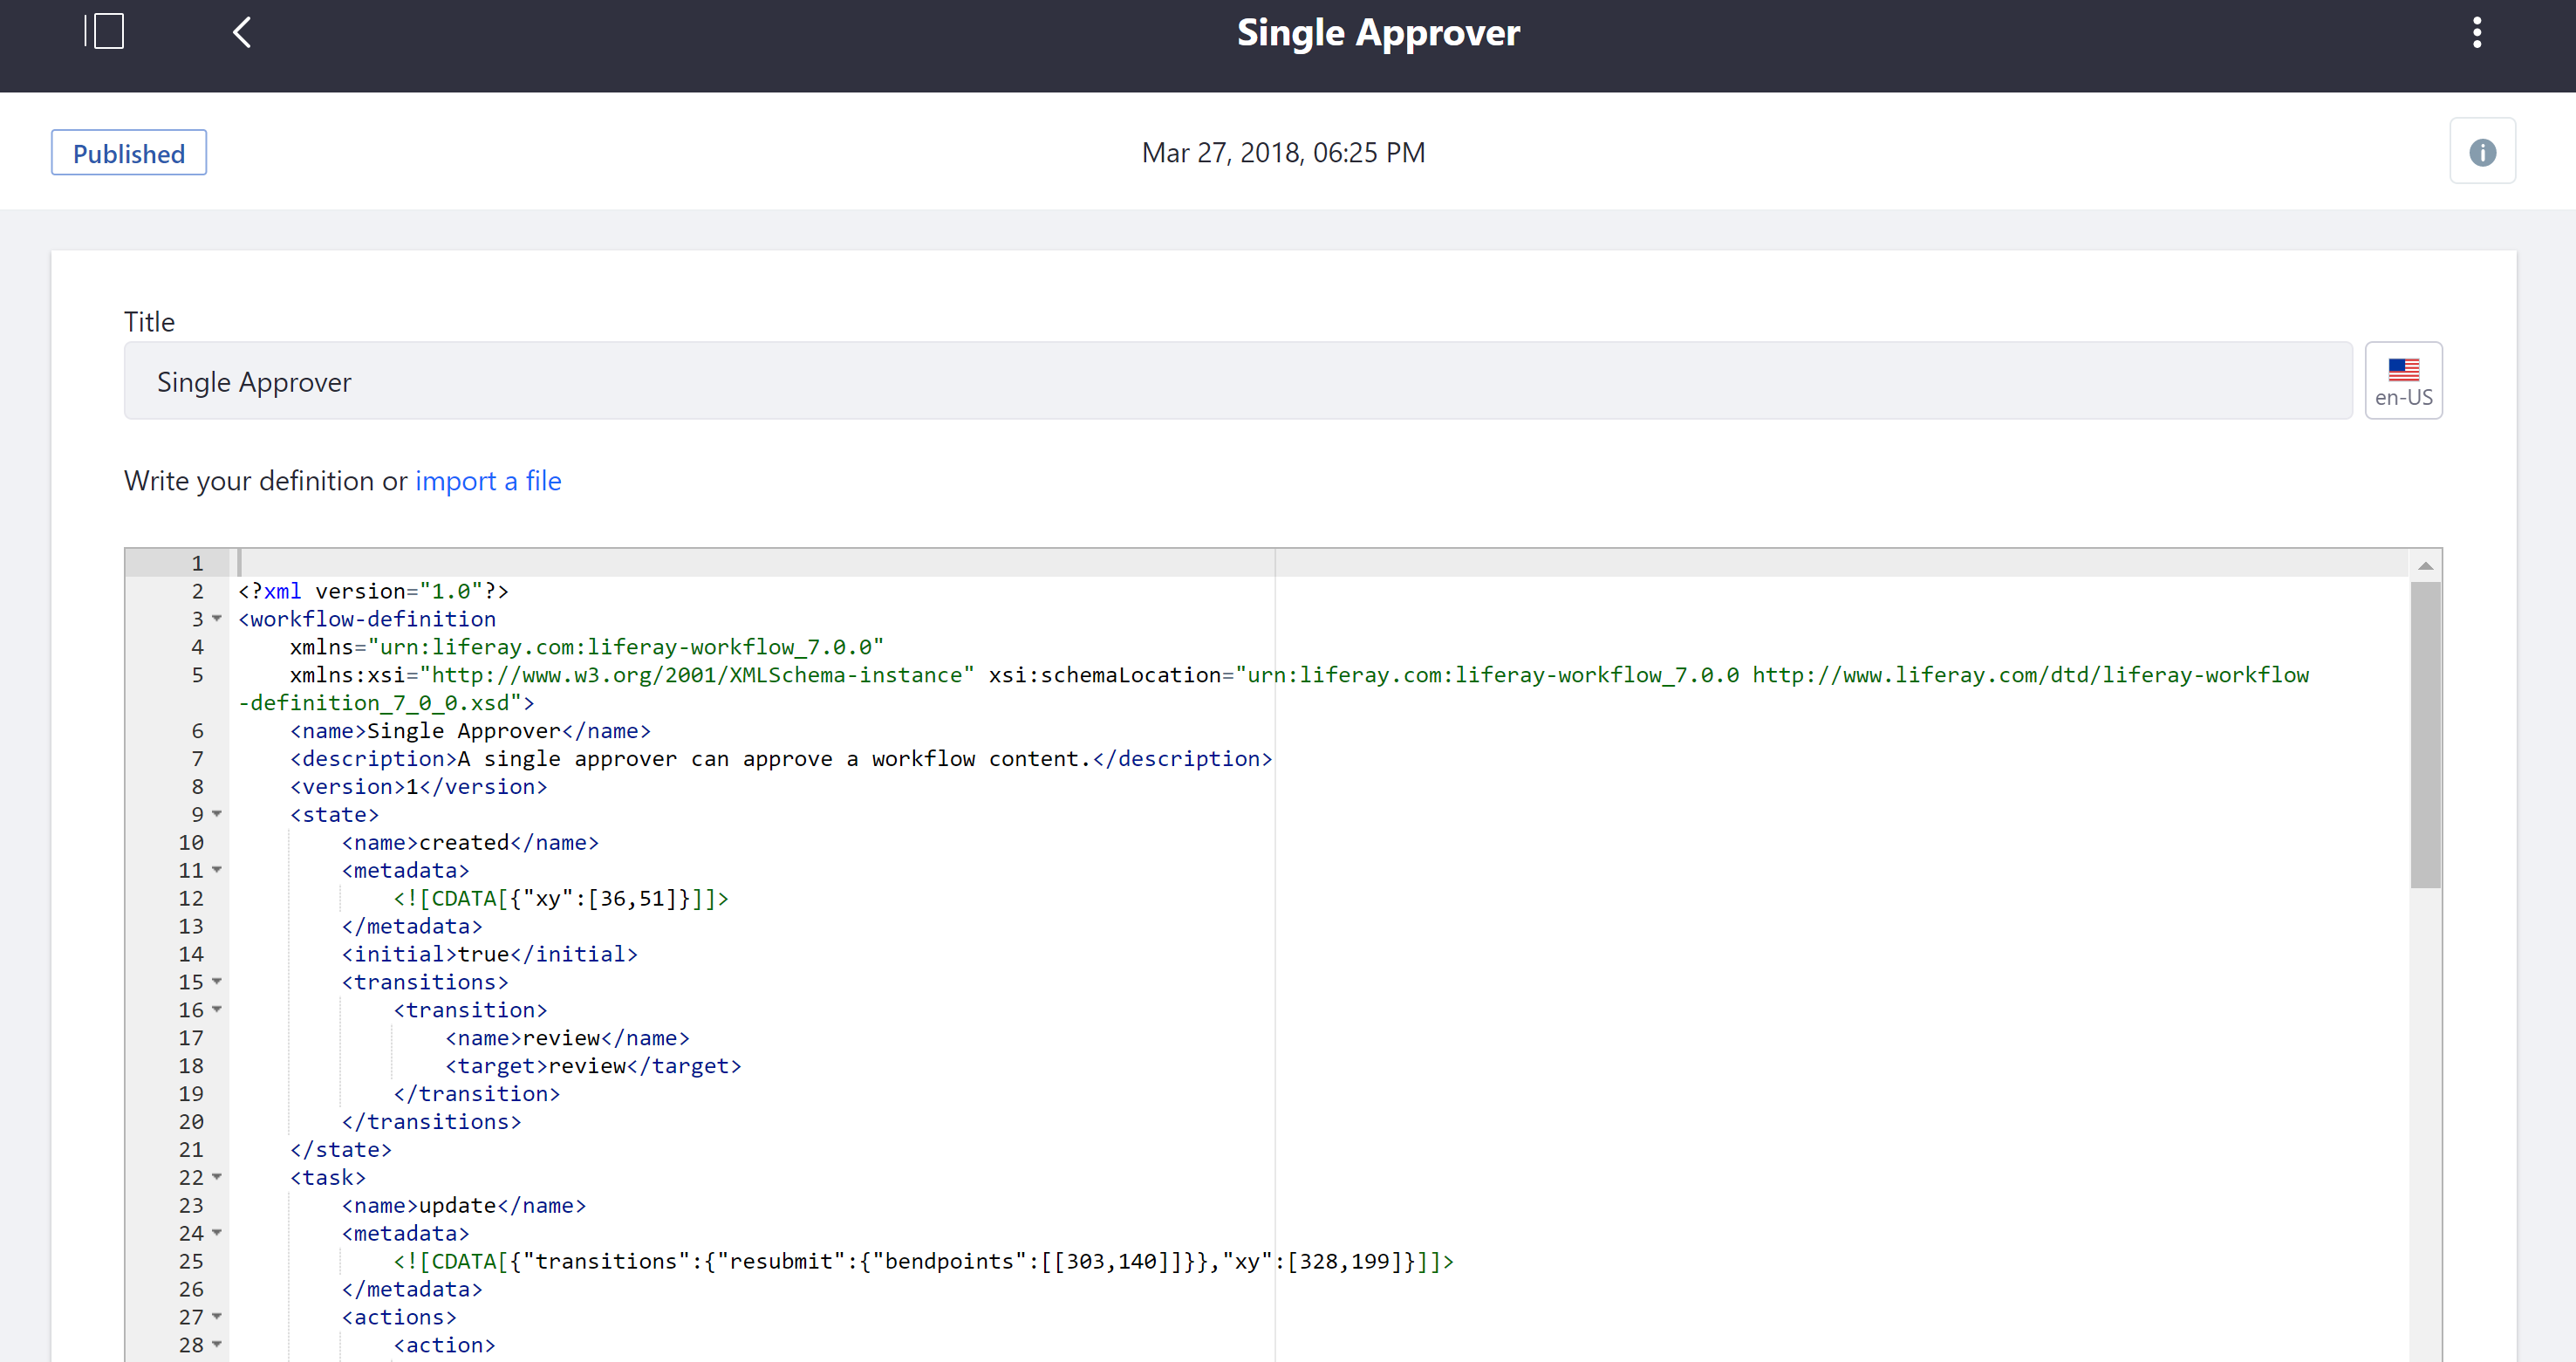 Single Approver
Published
Mar 27, 2018, 06:25 PM
Title
Single Approver
en-US
Write your definition or import a file
1
2 <?xml version="1.0"?>
3 <workflow-definition
4 xmlns="urn:liferay.com:liferay-workflow_7.0.0"
5 xmlns:xsi="http://www.w3.org/2001/XMLSchema-instance" xsi:schemaLocation="urn:liferay.com:liferay-workflow_7.0.0 http://www.liferay.com/dtd/liferay-workflow
-definition_7_0_0.xsd">
6 <name>Single Approver</name>
7 <description>A single approver can approve a workflow content.</description>
8 <version>1</version>
9 <state>
10 <name>created</name>
11 <metadata>
12 <![CDATA[{"xy":[36,51]}]]>
13 </metadata>
14 <initial>true</initial>
15 <transitions>
16 <transition>
17 <name>review</name>
18 <target>review</target>
19 </transition>
20 </transitions>
21 </state>
22 <task>
23 <name>update</name>
24 <metadata>
25 <![CDATA[{"transitions":{"resubmit":{"bendpoints":[[303,140]]}},"xy":[328,199]}]]>
26 </metadata>
27 <actions>
28 <action>